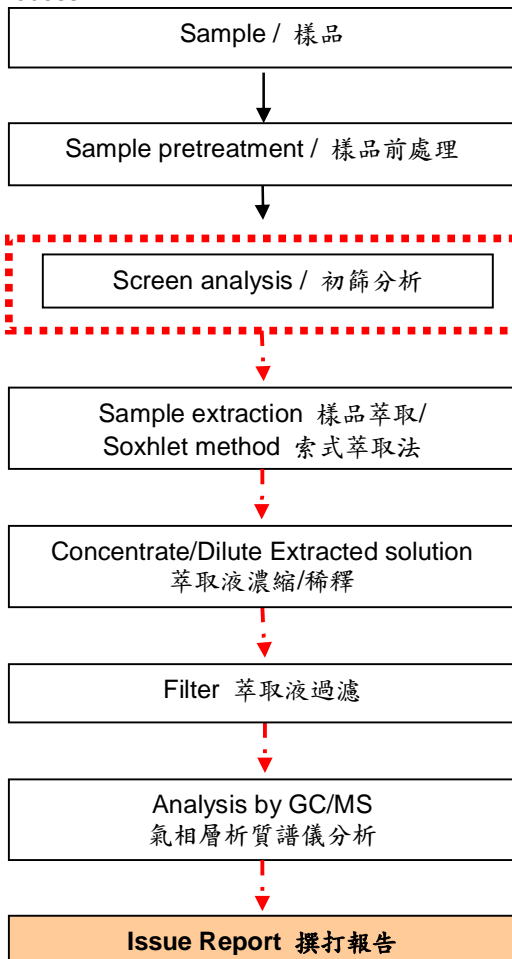 Sample / 樣品
Sample pretreatment / 樣品前處理
Screen analysis / 初篩分析
Sample extraction 樣品萃取/
Soxhlet method 索式萃取法
Concentrate/Dilute Extracted solution
萃取液濃縮/稀釋
Filter 萃取液過濾
Analysis by GC/MS
氣相層析質譜儀分析
Issue Report 撰打報告